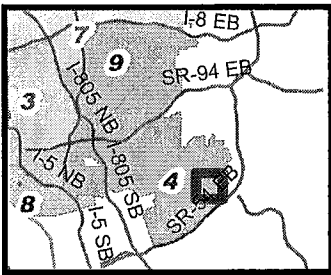 I-8 EB
7
9
SR-94 EB
3
I-805 NB
I-5 NB
I-805 SB
4
8
I-5 SB